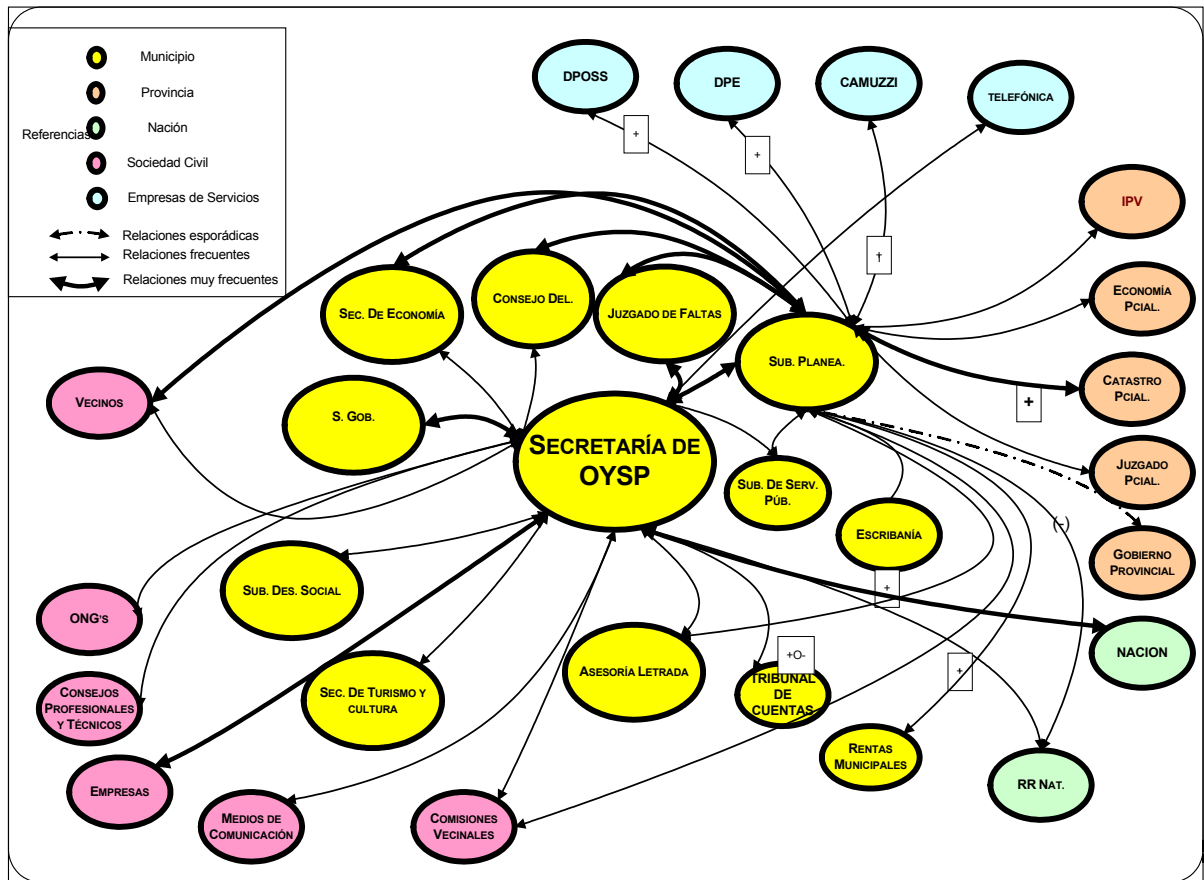 Municipio
Provincia
Referencias
Nación
Sociedad Civil
Empresas de Servicios
Relaciones esporádicas
Relaciones frecuentes
Relaciones muy frecuentes
DPOSS
DPE
CAMUZZI
TELEFÓNICA
+
+
†
IPV
ECONOMÍA
PCIAL.
CATASTRO
PCIAL.
+
JUZGADO
PCIAL.
(-)
GOBIERNO
PROVINCIAL
SEC. DE ECONOMÍA
CONSEJO DEL.
JUZGADO DE FALTAS
SUB. PLANEA.
VECINOS
S. GOB.
SECRETARÍA DE
OYSP
SUB. DE SERV.
PÚB.
ESCRIBANÍA
+
SUB. DES. SOCIAL
ONG'S
CONSEJOS
PROFESIONALES
Y TÉCNICOS
SEC. DE TURISMO Y
CULTURA
ASESORÍA LETRADA
+O-
TRIBUNAL
DE
CUENTAS
+
NACION
RENTAS
MUNICIPALES
RR NAT.
EMPRESAS
MEDIOS DE
COMUNICACIÓN
COMISIONES
VECINALES